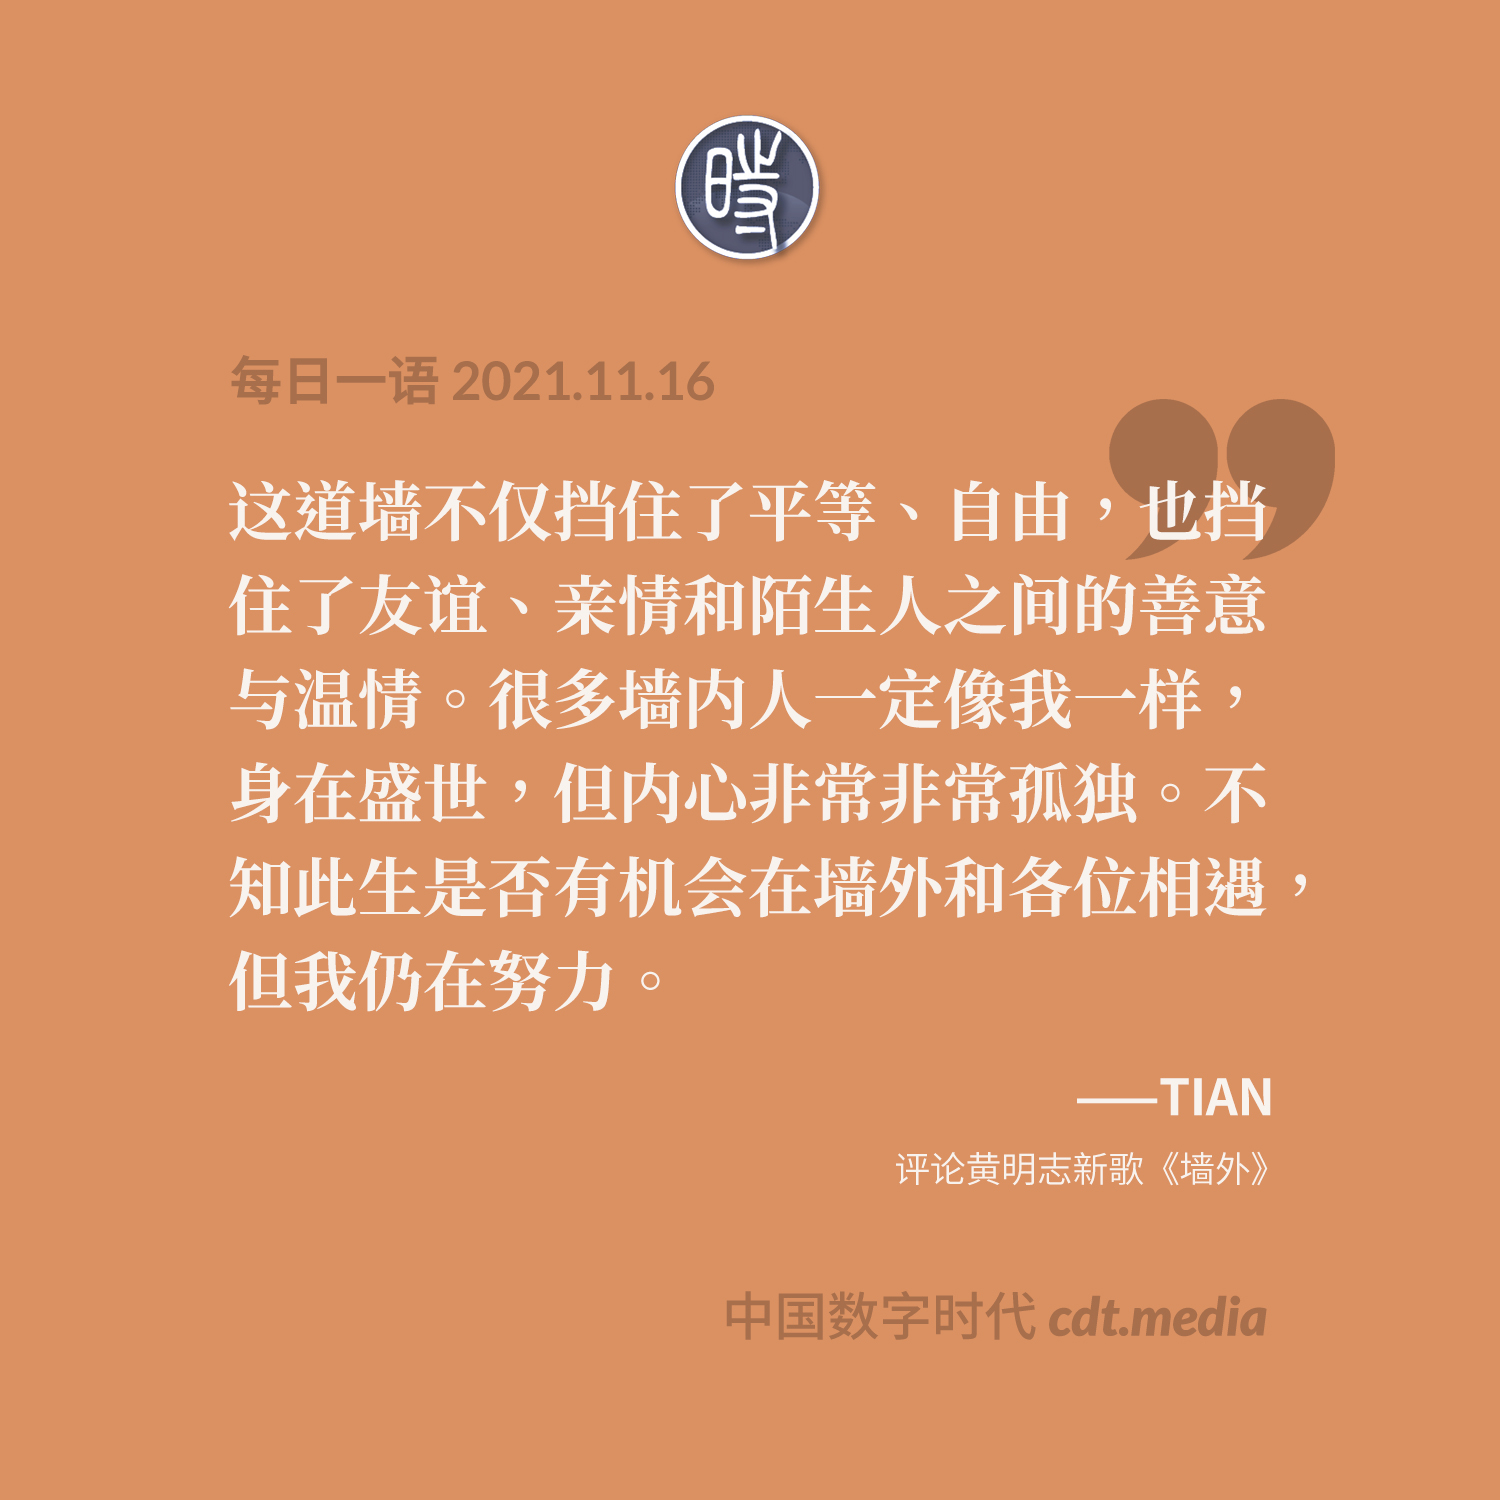 時
每日一语 2021.11.16
这道墙不仅挡住了平等、自由，也挡
住了友谊、亲情和陌生人之间的善意
与温情。很多墙内人一定像我一样，
身在盛世，但内心非常非常孤独。不
知此生是否有机会在墙外和各位相遇，
但我仍在努力。
”
——TIAN
评论黄明志新歌《墙外》
中国数字时代 cdt.media